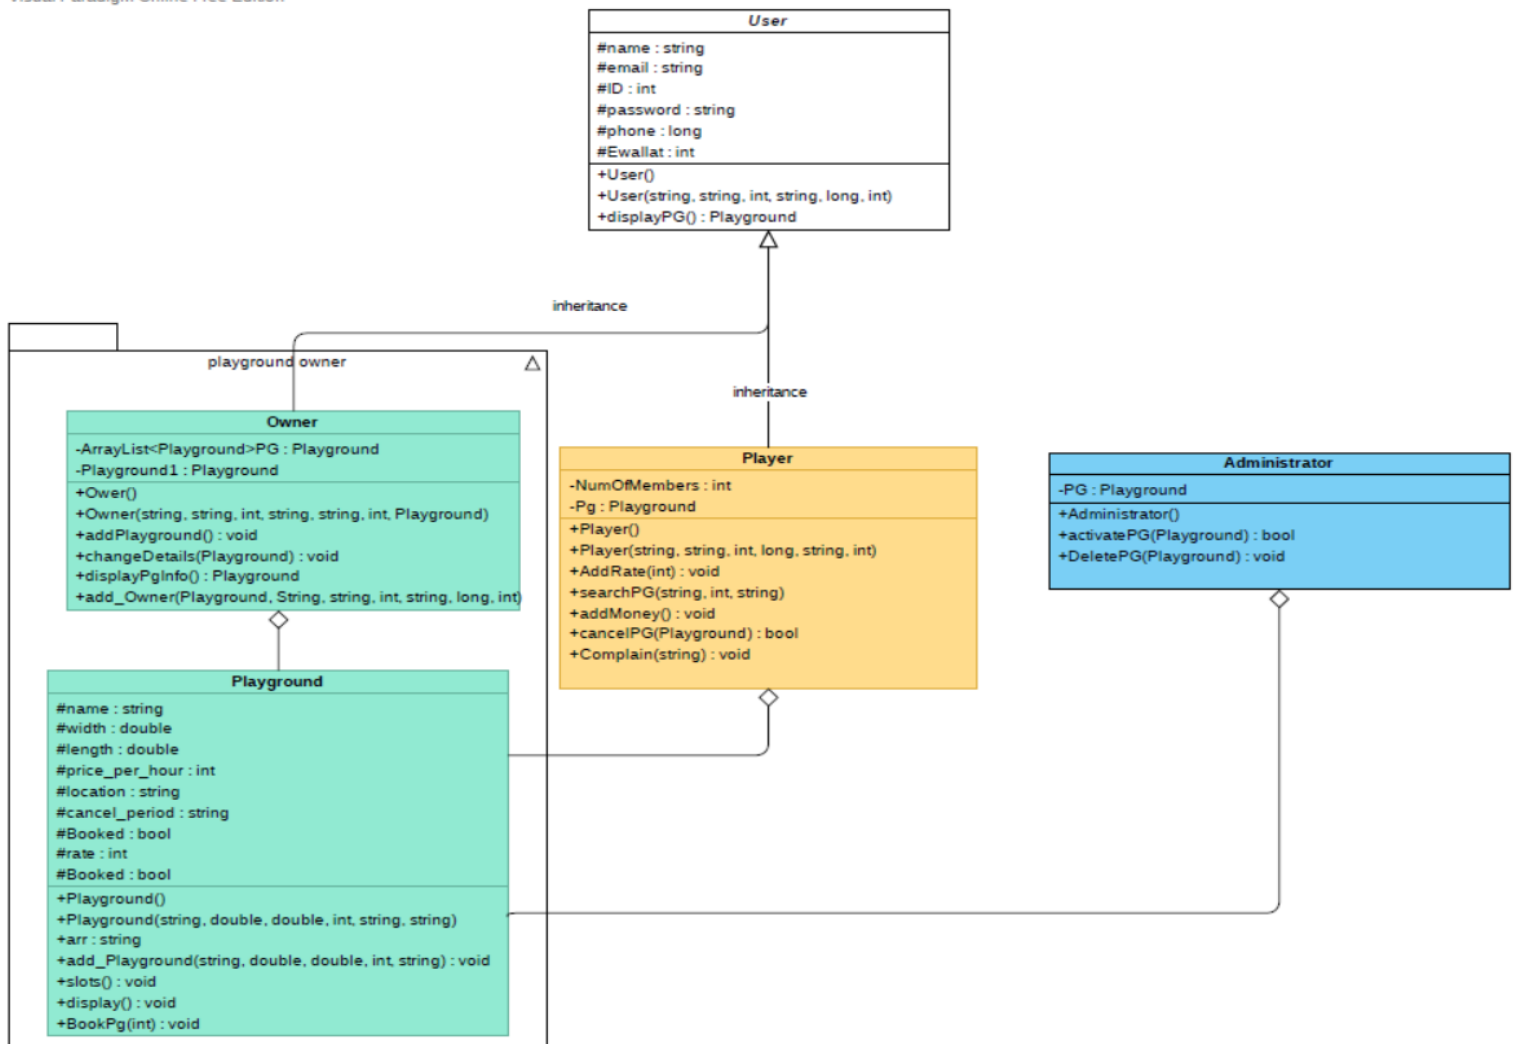 User
#name : string
#email : string
#ID : int
#password : string
#phone : long
#Ewallat : int
+User()
+User(string, string, int, string, long, int)
+displayPG() : Playground
inheritance
inheritance
playground owner
Owner
-ArrayList<Playground>PG : Playground
-Playground1 : Playground
+Ower()
+Owner(string, string, int, string, string, int, Playground)
+addPlayground() : void
+changeDetails(Playground) : void
+displayPgInfo() : Playground
+add_Owner(Playground, String, string, int, string, long, int)
Player
-NumOfMembers : int
-Pg : Playground
+Player()
+Player(string, string, int, long, string, int)
+AddRate(int) : void
+searchPG(string, int, string)
+addMoney() : void
+cancelPG(Playground) : bool
+Complain(string) : void
Administrator
-PG : Playground
+Administrator()
+activatePG(Playground) : bool
+DeletePG(Playground) : void
Playground
#name : string
#width : double
#length : double
#price_per_hour : int
#location : string
#cancel_period : string
#Booked : bool
#rate : int
#Booked : bool
+Playground()
+Playground(string, double, double, int, string, string)
+arr : string
+add_Playground(string, double, double, int, string) : void
+slots() : void
+display() : void
+BookPg(int) : void